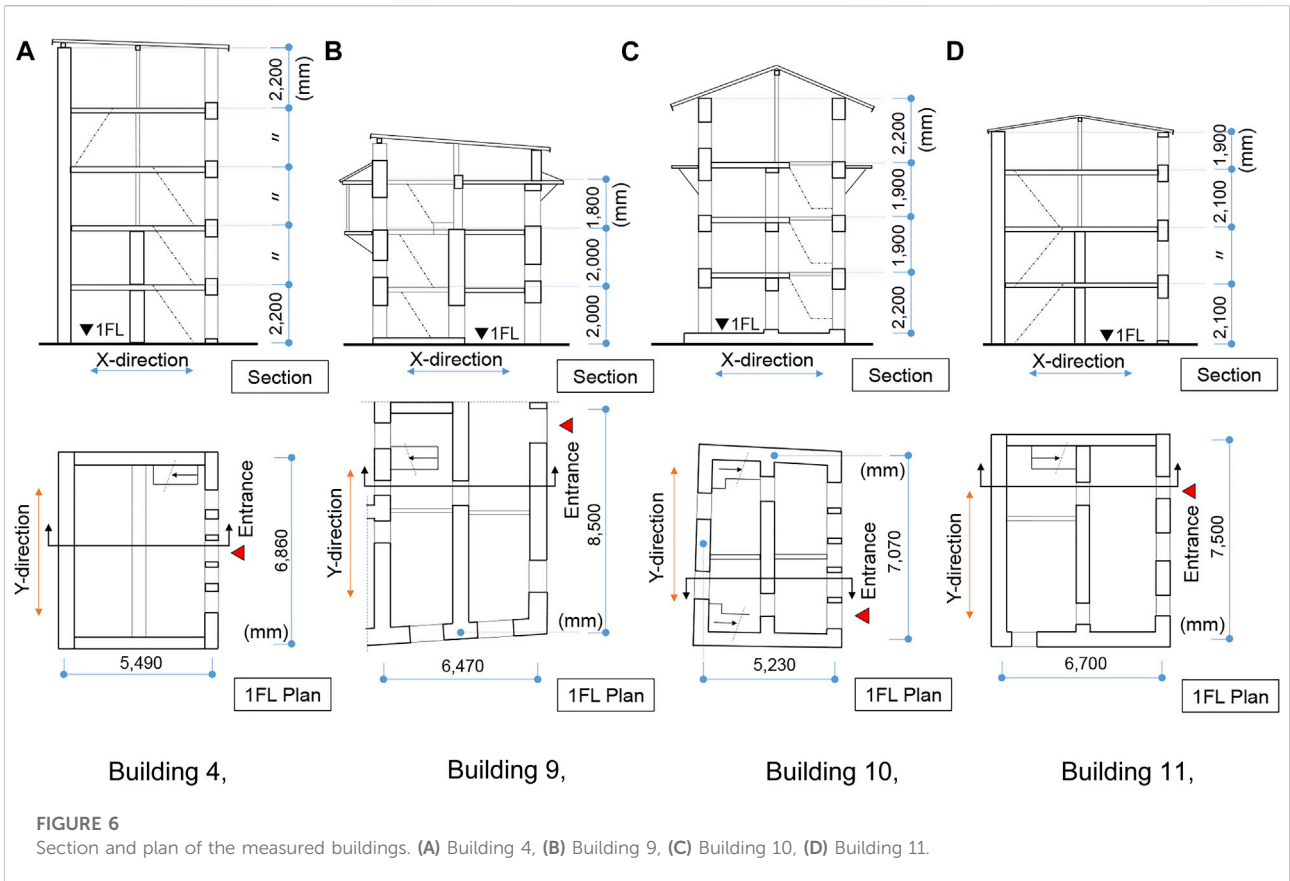 A
2,200
(mm)
〃
〃
〃
2,200
▼1FL
X-direction
Section
Y-direction
Entrance
6,860
(mm)
5,490
1FL Plan
Building 4,
B
1,800
(mm)
2,000
2,000
▼1FL
X-direction
Section
Y-direction
Entrance
8,500
(mm)
6,470
1FL Plan
Building 9,
C
2,200
(mm)
1,900
1,900
2,200
▼1FL
X-direction
Section
Y-direction
(mm)
Entrance
7,070
5,230
1FL Plan
Building 10,
D
1,900
(mm)
2,100
〃
2,100
▼1FL
X-direction
Section
Y-direction
Entrance
7,500
(mm)
6,700
1FL Plan
Building 11,
FIGURE 6
Section and plan of the measured buildings. (A) Building 4, (B) Building 9, (C) Building 10, (D) Building 11.